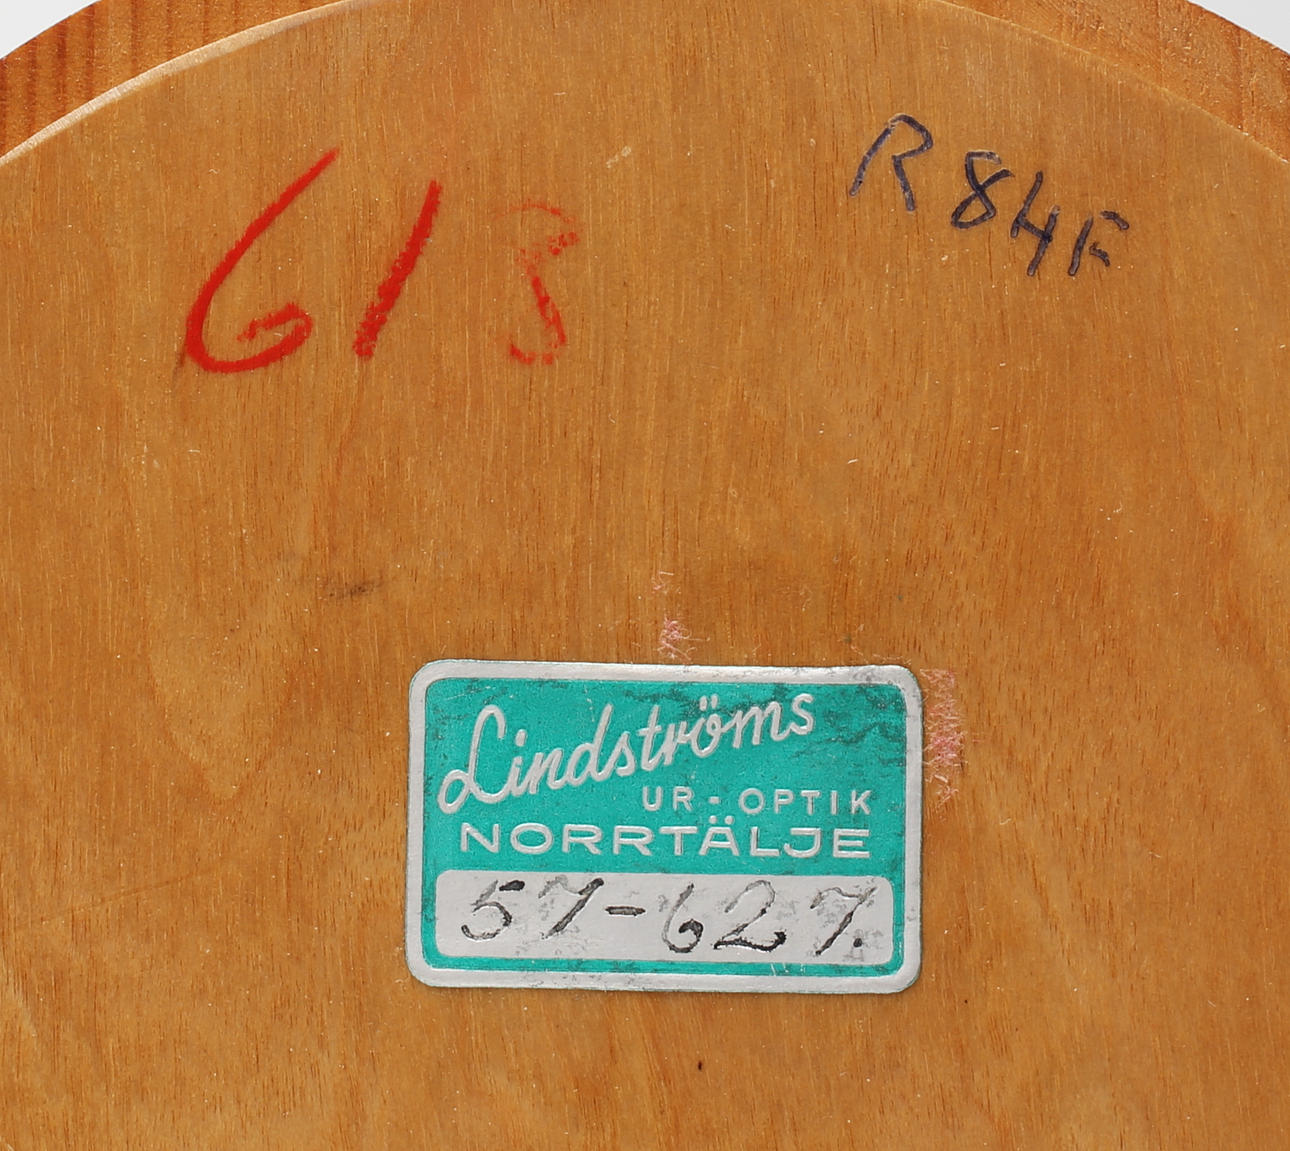 613
R84F
Lindströms
UR-OPTIK
NORRTÄLJE
57-627.